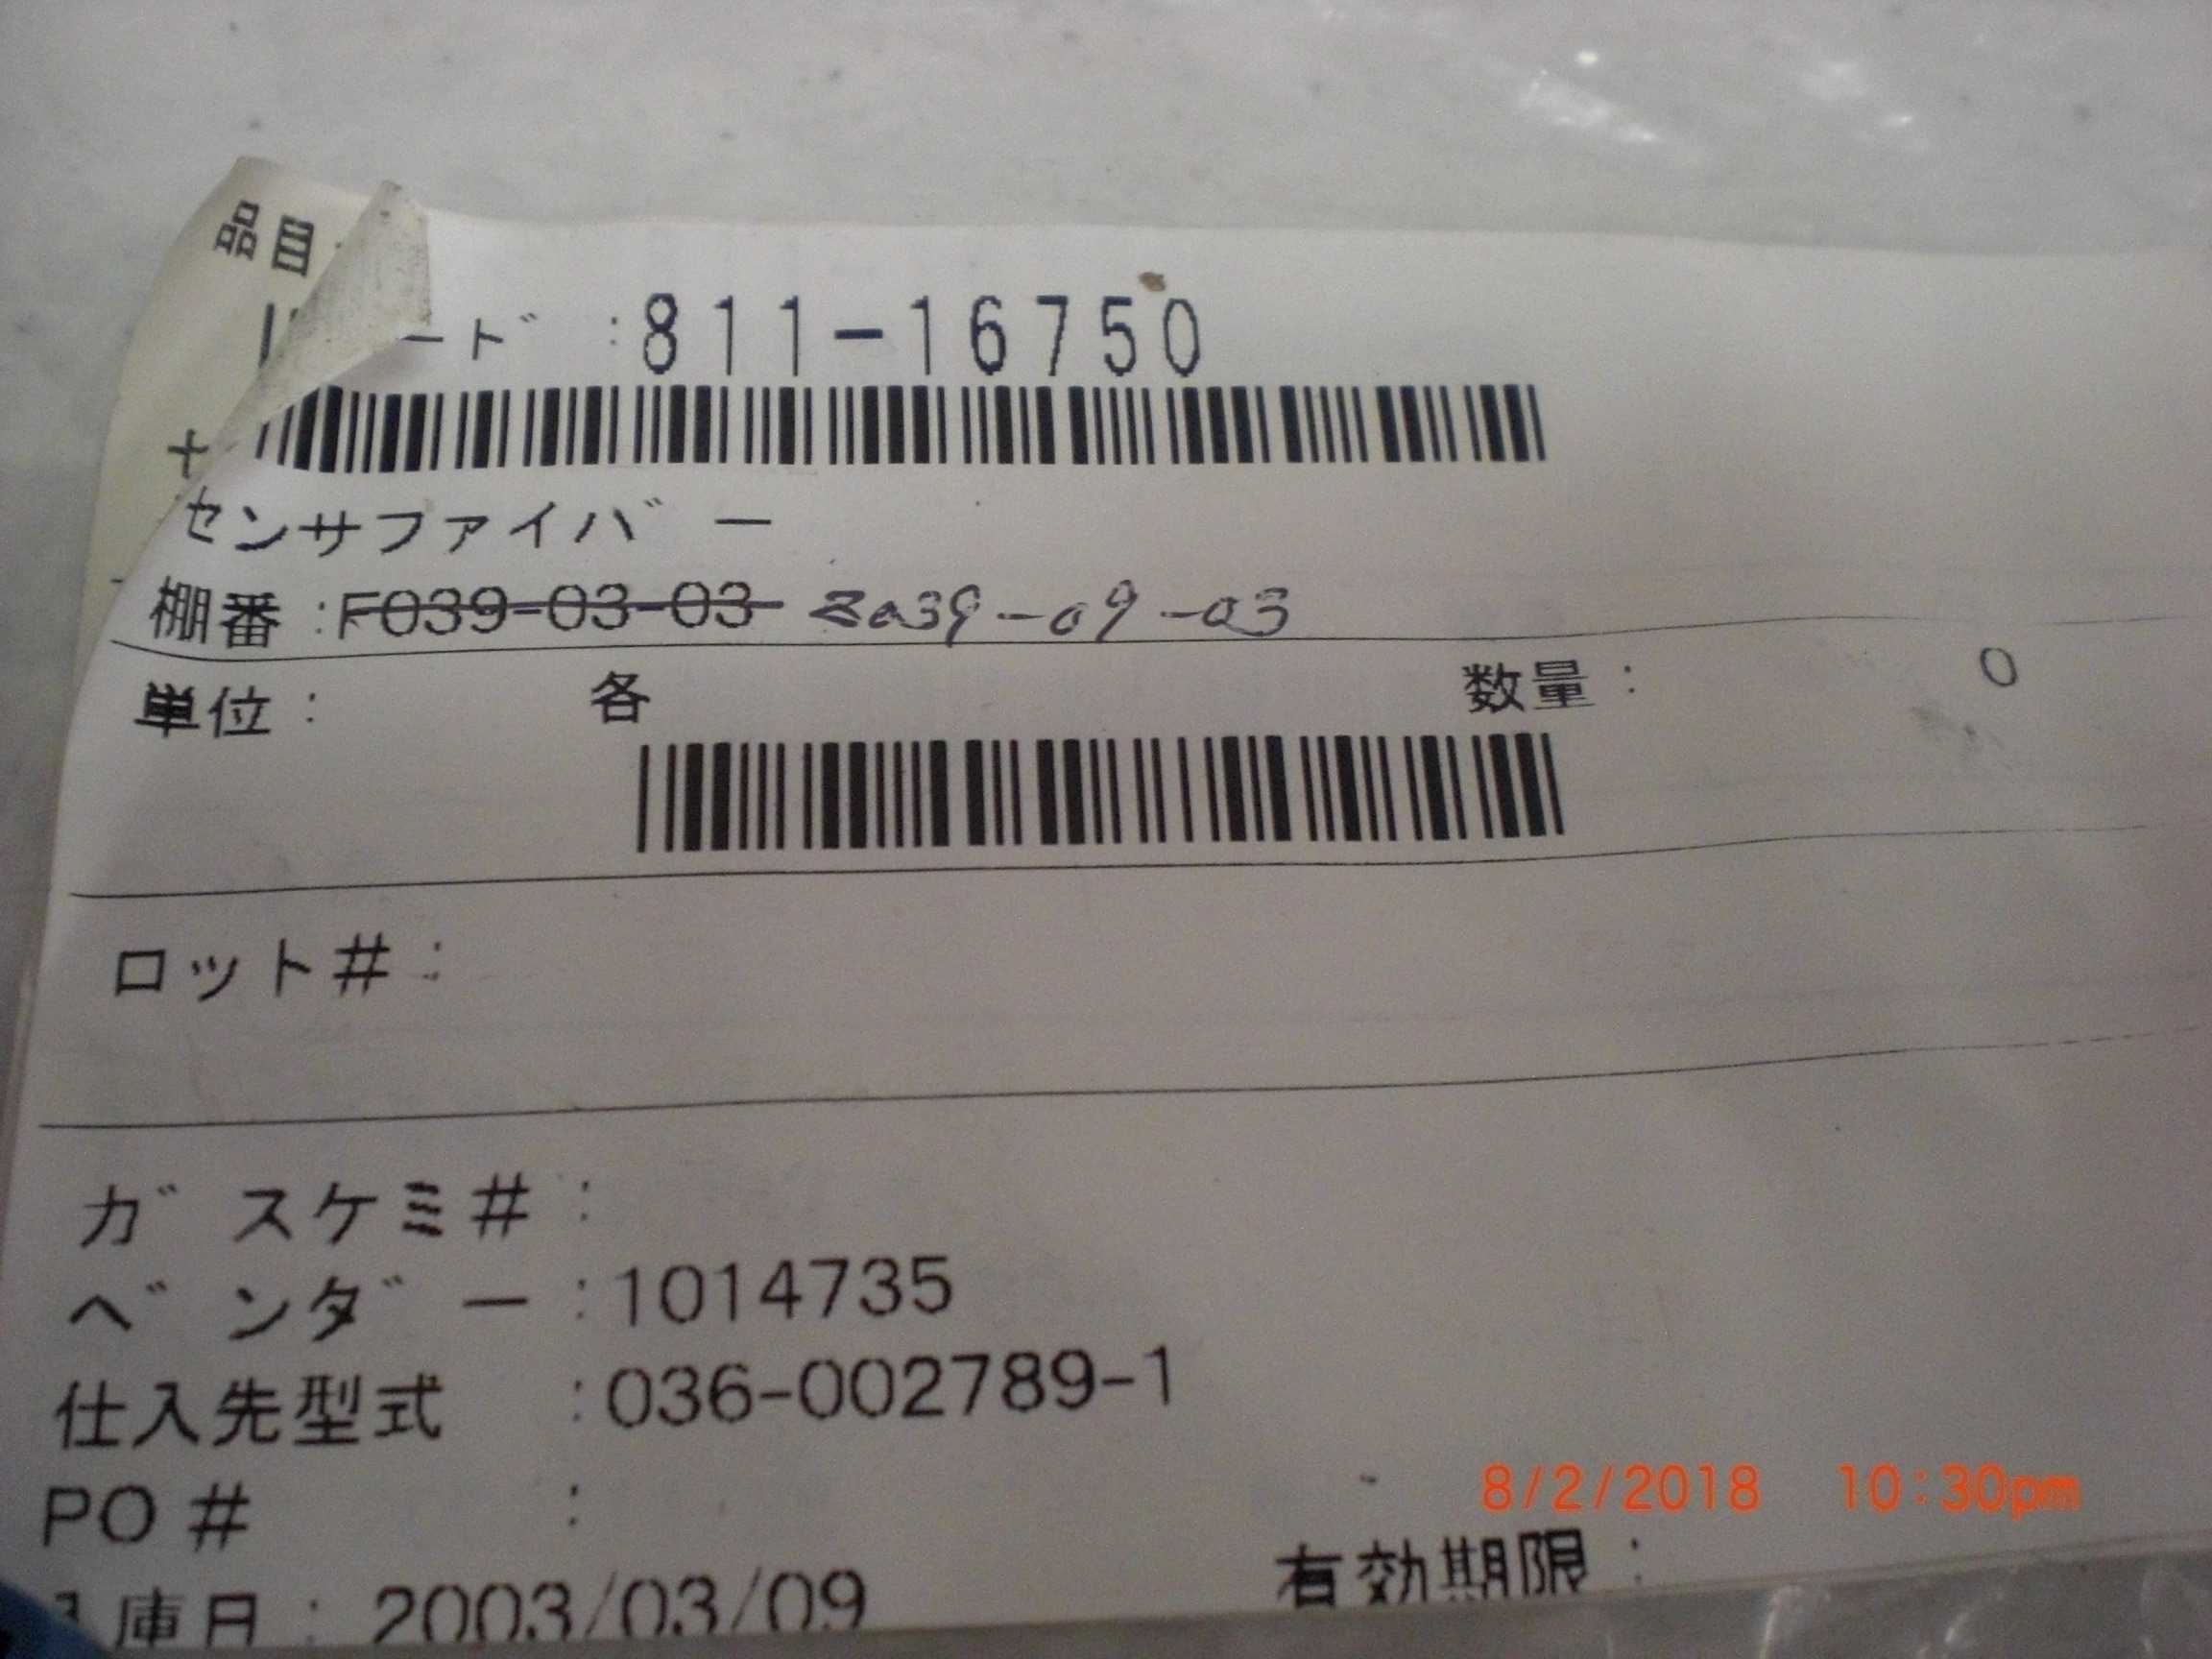 品目
ード :811-16750
センサファイバー
棚番:F039-03-03 2039-09-03
単位: 各 数量: 0
ロット#:
ガスケミ#:
ベンダー:1014735
仕入先型式 :036-002789-1
PO # :
8/2/2018 10:30pm
入庫日: 2003/03/09 有効期限: